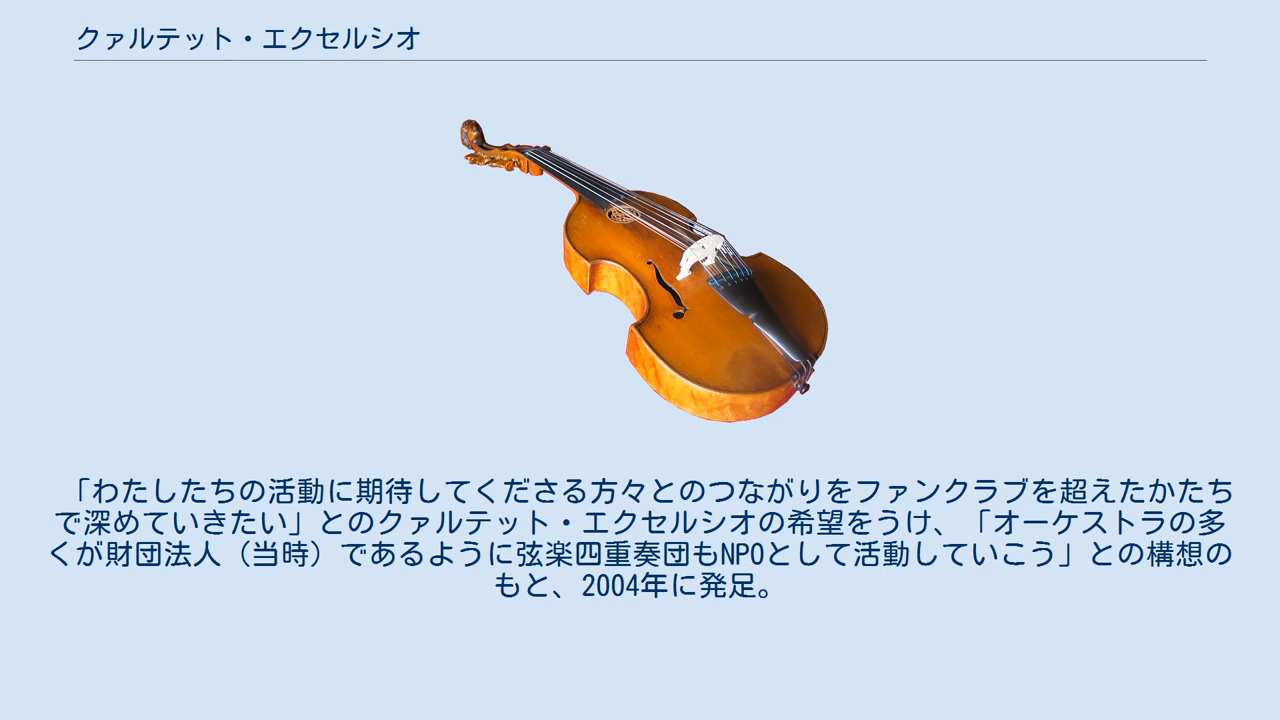 クァルテット・エクセルシオ
「わたしたちの活動に期待してくださる方々とのつながりをファンクラブを超えたかたち
で深めていきたい」とのクァルテット・エクセルシオの希望をうけ、「オーケストラの多
くが財団法人（当時）であるように弦楽四重奏団もNPOとして活動していこう」との構想の
もと、2004年に発足。